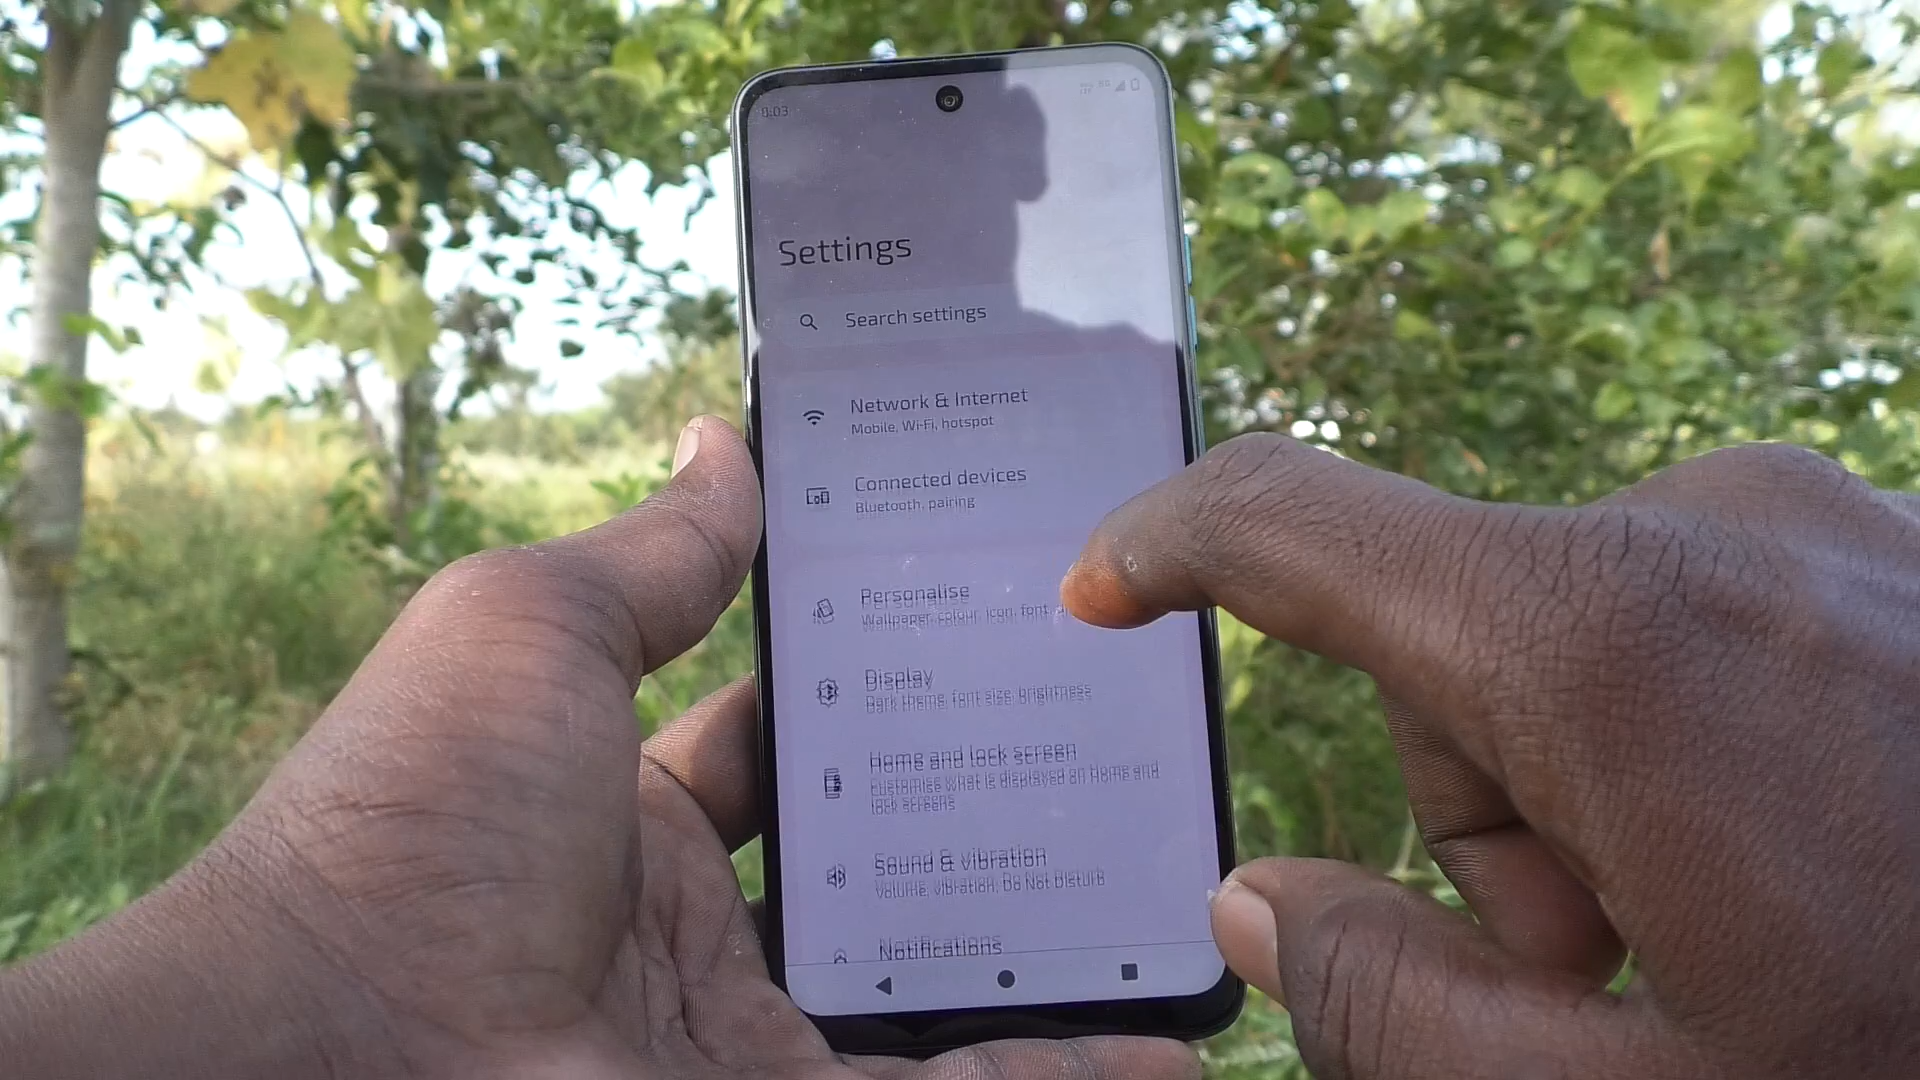 8:03
Settings
Search settings
Network & Internet
Mobile, Wi-Fi, hotspot
Connected devices
Bluetooth, pairing
Personalise
Wallpaper, colour icon, font
Display
Dark theme, font size, brightness
Home and lock screen
Customise what is displayed on Home and
lock screens
Sound & vibration
Volume, vibration, Do Not Disturb
Notifications